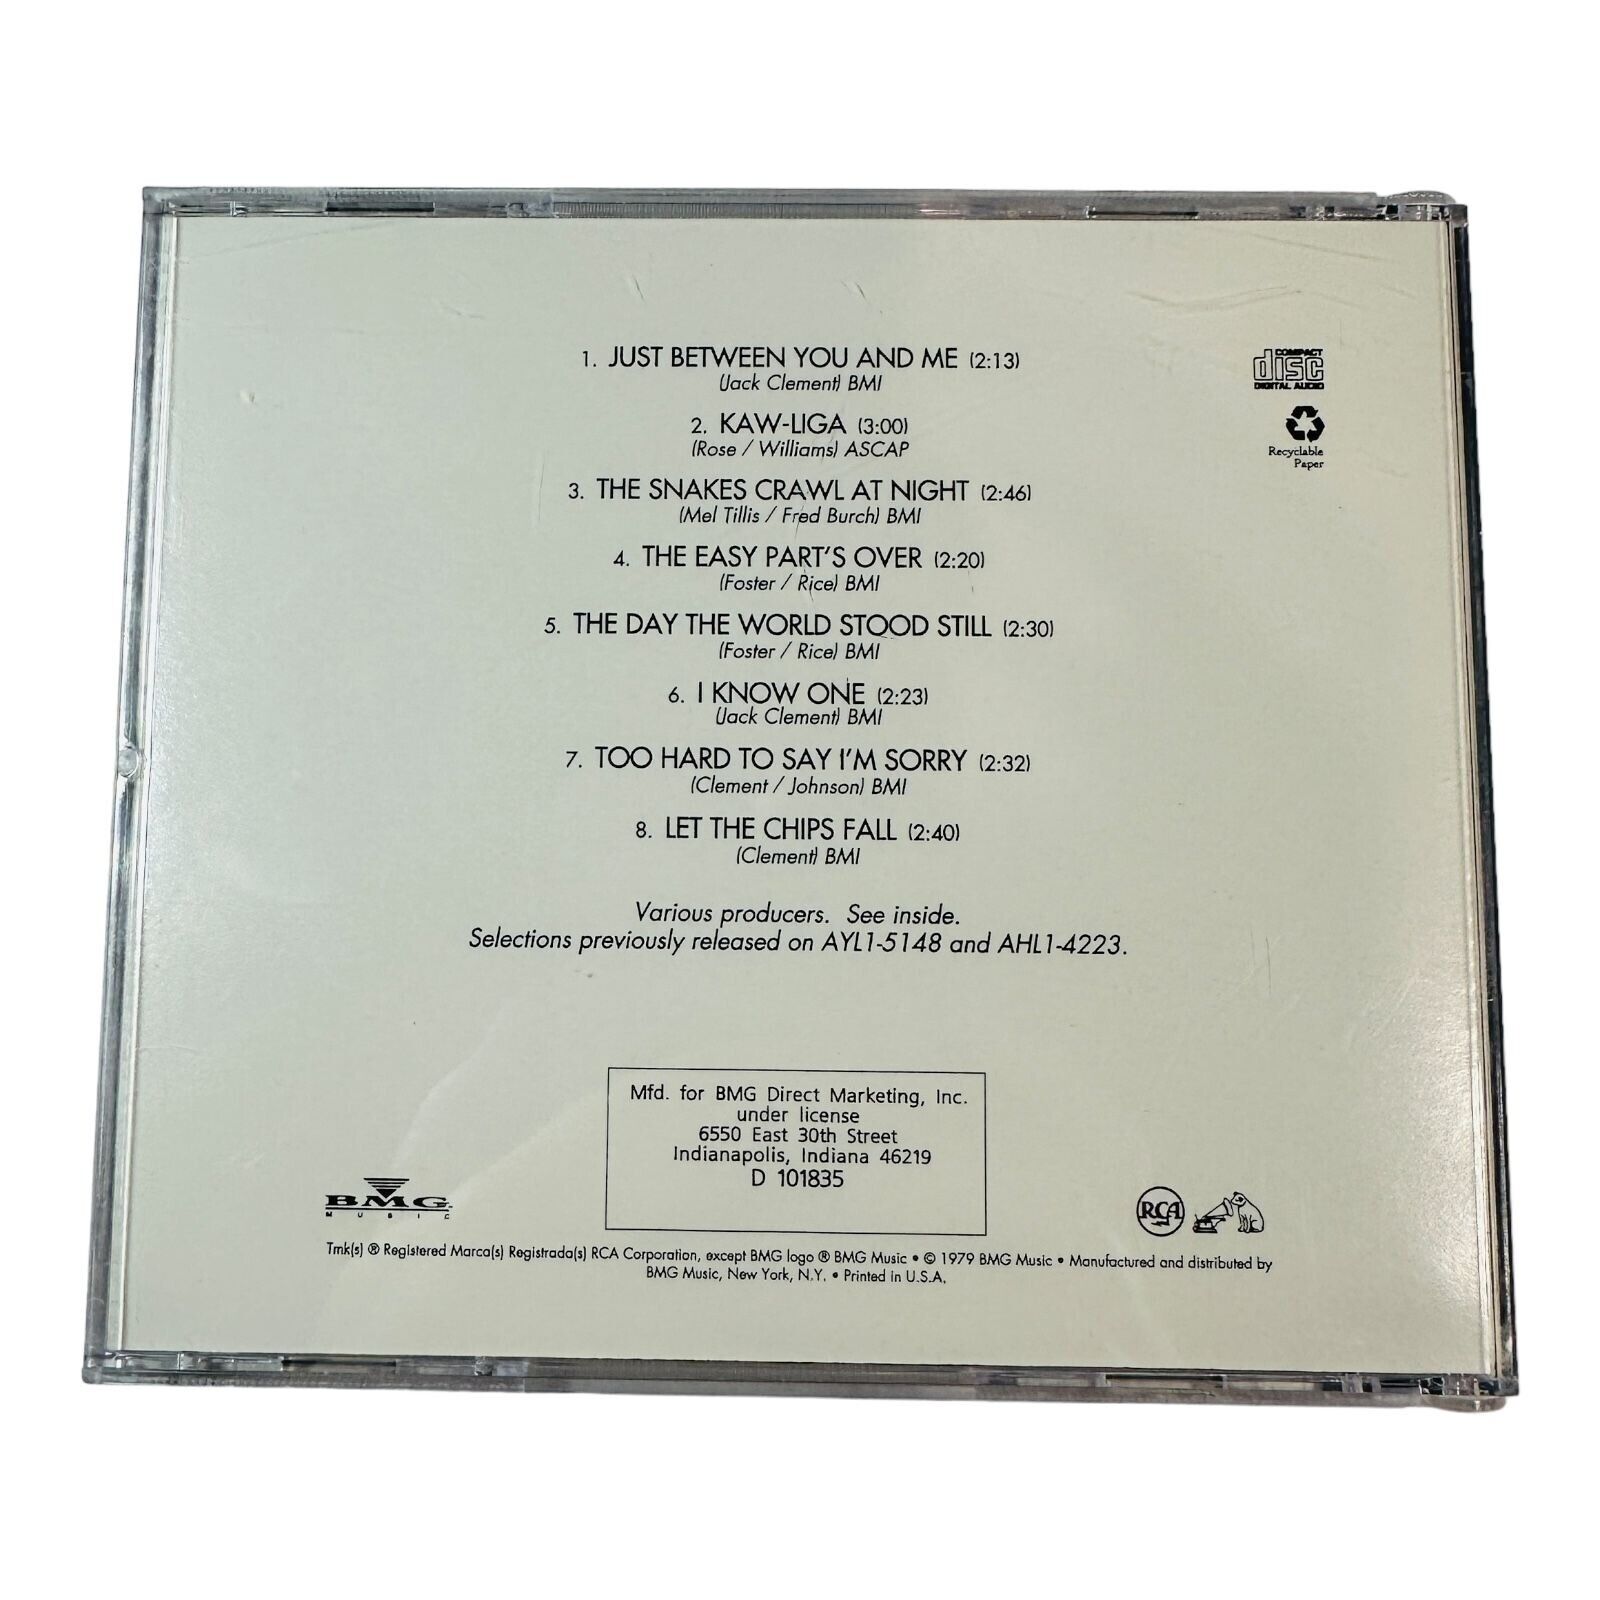 1. JUST BETWEEN YOU AND ME (2:13)
(Jack Clement) BMI
2. KAW-LIGA (3:00)
(Rose / Williams) ASCAP
3. THE SNAKES CRAWL AT NIGHT (2:46)
(Mel Tillis / Fred Burch) BMI
4. THE EASY PART'S OVER (2:20)
(Foster / Rice) BMI
5. THE DAY THE WORLD STOOD STILL (2:30)
(Foster / Rice) BMI
6. I KNOW ONE (2:23)
(Jack Clement) BMI
7. TOO HARD TO SAY I'M SORRY (2:32)
(Clement / Johnson) BMI
8. LET THE CHIPS FALL (2:40)
(Clement) BMI
COMPACT
disc
DIGITAL AUDIO
Recyclable
Paper
Various producers. See inside.
Selections previously released on AYL1-5148 and AHL1-4223.
Mfd. for BMG Direct Marketing, Inc.
under license
6550 East 30th Street
Indianapolis, Indiana 46219
D 101835
BMG
MUSIC
RCA
Tmk(s) ® Registered Marca(s) Registrada(s) RCA Corporation, except BMG logo ® BMG Music • © 1979 BMG Music • Manufactured and distributed by
BMG Music, New York, N.Y. • Printed in U.S.A.